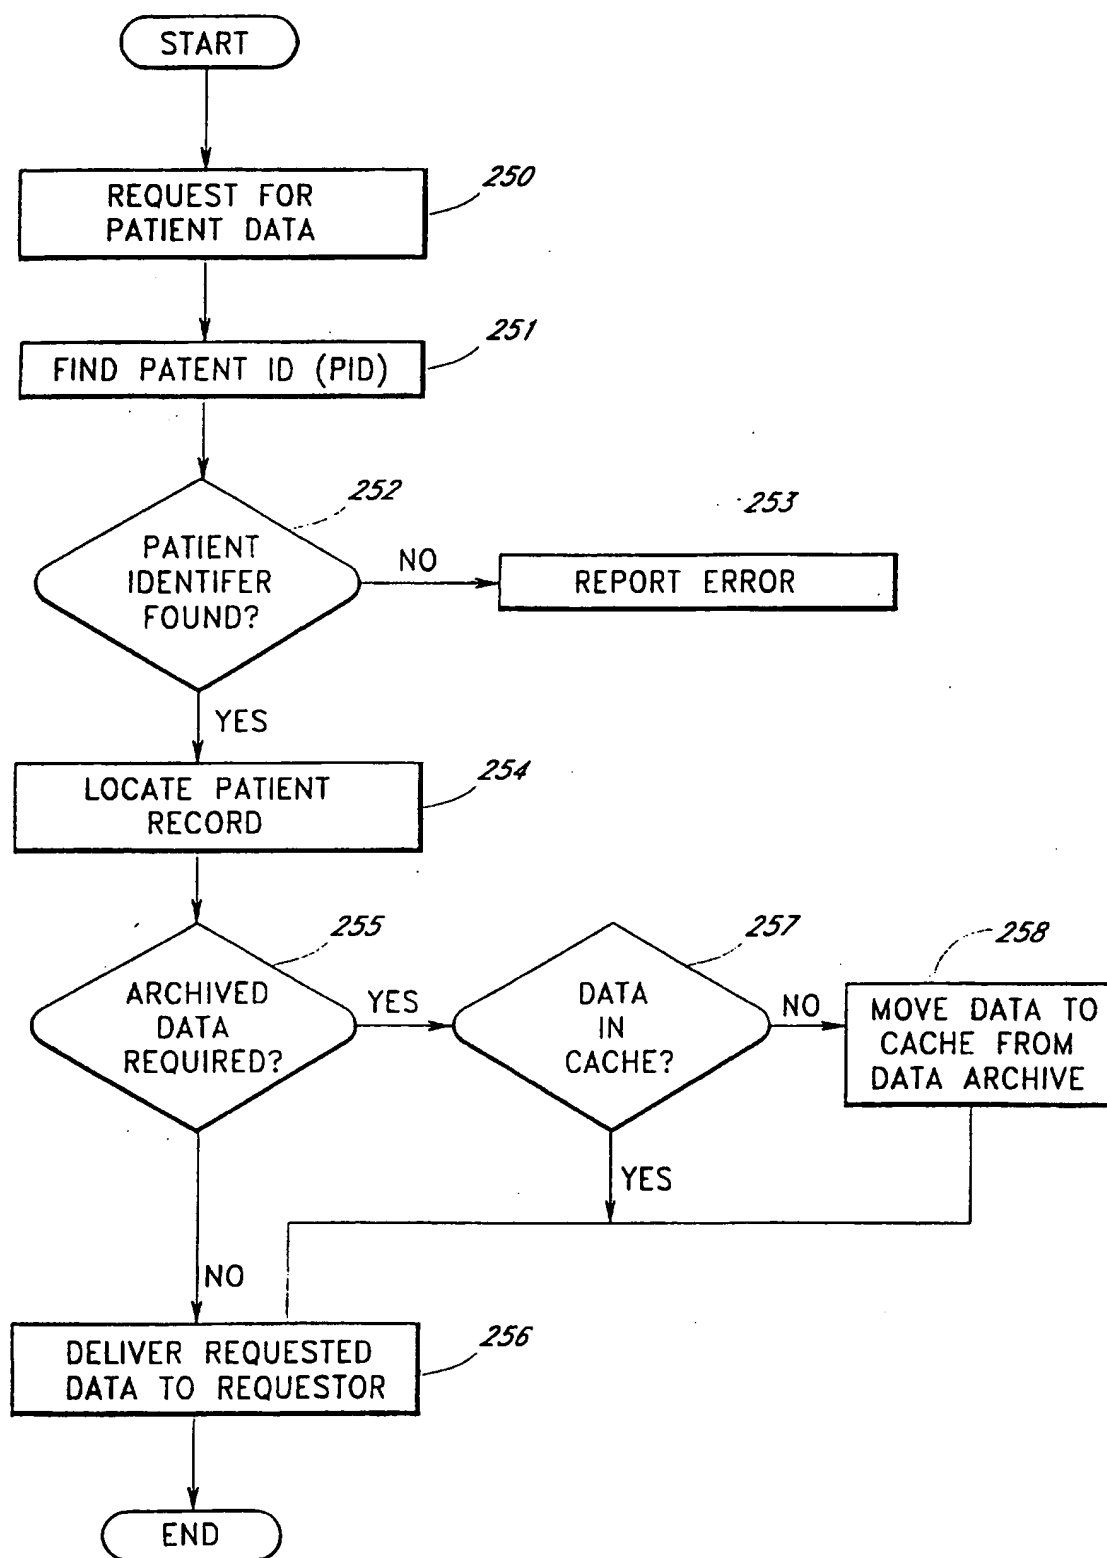 START
250
REQUEST FOR
PATIENT DATA
251
FIND PATENT ID (PID)
252
PATIENT
IDENTIFER
FOUND?
NO
253
REPORT ERROR
YES
254
LOCATE PATIENT
RECORD
255
ARCHIVED
DATA
REQUIRED?
YES
257
DATA
IN
CACHE?
NO
258
MOVE DATA TO
CACHE FROM
DATA ARCHIVE
YES
NO
256
DELIVER REQUESTED
DATA TO REQUESTOR
END